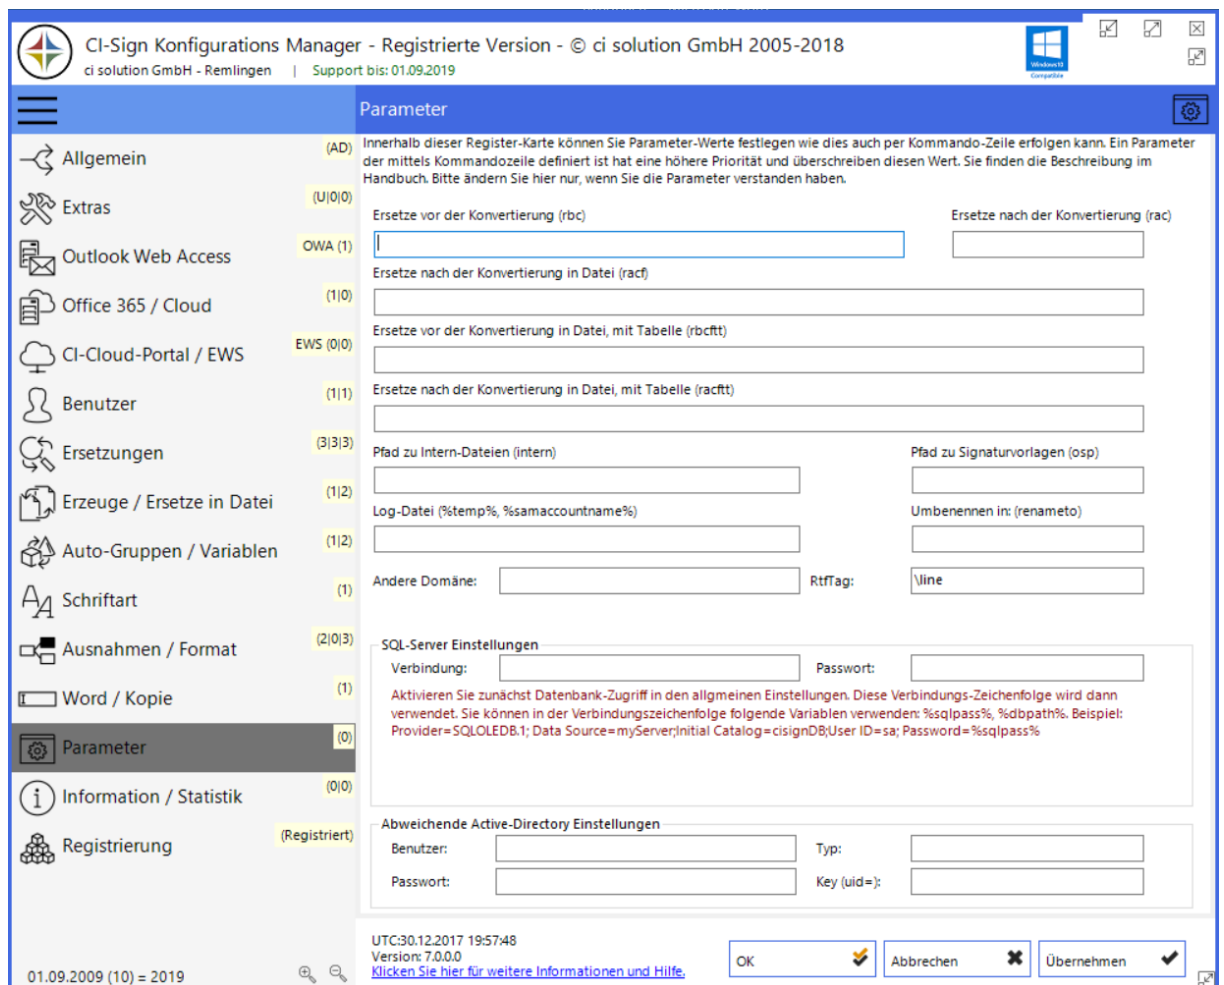 CI-Sign Konfigurations Manager - Registrierte Version - © ci solution GmbH 2005-2018
ci solution GmbH - Remlingen | Support bis: 01.09.2019
Windows10
Compatible
Parameter
Allgemein (AD)
Extras (U|0|0)
Outlook Web Access OWA (1)
Office 365 / Cloud (1|0)
CI-Cloud-Portal / EWS EWS (0|0)
Benutzer (1|1)
Ersetzungen (3|3|3)
Erzeuge / Ersetze in Datei (1|2)
Auto-Gruppen / Variablen (1|2)
Schriftart (1)
Ausnahmen / Format (2|0|3)
Word / Kopie (1)
Parameter (0)
Information / Statistik (0|0)
Registrierung (Registriert)
01.09.2009 (10) = 2019
Innerhalb dieser Register-Karte können Sie Parameter-Werte festlegen wie dies auch per Kommando-Zeile erfolgen kann. Ein Parameter
der mittels Kommandozeile definiert ist hat eine höhere Priorität und überschreiben diesen Wert. Sie finden die Beschreibung im
Handbuch. Bitte ändern Sie hier nur, wenn Sie die Parameter verstanden haben.
Ersetze vor der Konvertierung (rbc) Ersetze nach der Konvertierung (rac)
Ersetze nach der Konvertierung in Datei (racf)
Ersetze vor der Konvertierung in Datei, mit Tabelle (rbcftt)
Ersetze nach der Konvertierung in Datei, mit Tabelle (racftt)
Pfad zu Intern-Dateien (intern) Pfad zu Signaturvorlagen (osp)
Log-Datei (%temp%, %samaccountname%) Umbenennen in: (renameto)
Andere Domäne: RtfTag: \line
SQL-Server Einstellungen
Verbindung: Passwort:
Aktivieren Sie zunächst Datenbank-Zugriff in den allgmeinen Einstellungen. Diese Verbindungs-Zeichenfolge wird dann
verwendet. Sie können in der Verbindungszeichenfolge folgende Variablen verwenden: %sqlpass%, %dbpath%. Beispiel:
Provider=SQLOLEDB.1; Data Source=myServer;Initial Catalog=cisignDB;User ID=sa; Password=%sqlpass%
Abweichende Active-Directory Einstellungen
Benutzer: Typ:
Passwort: Key (uid=):
UTC:30.12.2017 19:57:48
Version: 7.0.0.0
Klicken Sie hier für weitere Informationen und Hilfe.
OK Abbrechen Übernehmen